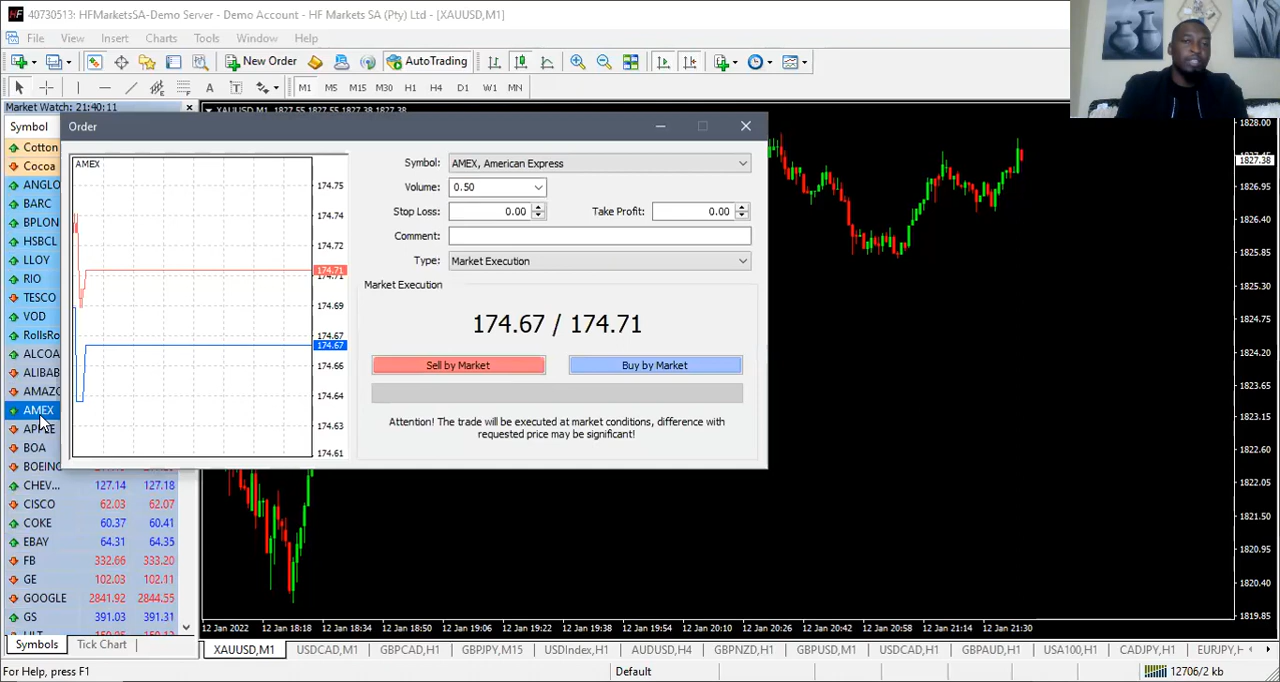 40730513: HFMarketsSA-Demo Server - Demo Account - HF Markets SA (Pty) Ltd - [XAUUSD,M1]
File View Insert Charts Tools Window Help
New Order AutoTrading
A T M1 M5 M15 M30 H1 H4 D1 W1 MN
Market Watch: 21:40:11
Symbol
Cotton
Cocoa
ANGLO
BARC
BPLON
HSBCL
LLOY
RIO
TESCO
VOD
RollsRo
ALCOA
ALIBAB
AMAZO
AMEX
APPLE
BOA
BOEING
CHEV... 127.14 127.18
CISCO 62.03 62.07
COKE 60.37 60.41
EBAY 64.31 64.35
FB 332.66 333.20
GE 102.03 102.11
GOOGLE 2841.92 2844.55
GS 391.03 391.31
Symbols Tick Chart
XAUUSD,M1 1827.55 1827.55 1827.38 1827.38
Order
AMEX
174.75
174.74
174.72
174.71
174.71
174.69
174.67
174.67
174.66
174.64
174.63
174.61
Symbol: AMEX, American Express
Volume: 0.50
Stop Loss: 0.00 Take Profit: 0.00
Comment:
Type: Market Execution
Market Execution
174.67 / 174.71
Sell by Market Buy by Market
Attention! The trade will be executed at market conditions, difference with
requested price may be significant!
1828.00
1827.38
1826.95
1826.40
1825.85
1825.30
1824.75
1824.20
1823.65
1823.15
1822.60
1822.05
1821.50
1820.95
1820.40
1819.85
12 Jan 2022 12 Jan 18:18 12 Jan 18:34 12 Jan 18:50 12 Jan 19:06 12 Jan 19:22 12 Jan 19:38 12 Jan 19:54 12 Jan 20:10 12 Jan 20:26 12 Jan 20:42 12 Jan 20:58 12 Jan 21:14 12 Jan 21:30
XAUUSD,M1 USDCAD,M1 GBPCAD,H1 GBPJPY,M15 USDIndex,H1 AUDUSD,H4 GBPNZD,H1 GBPUSD,M1 USDCAD,H1 GBPAUD,H1 USA100,H1 CADJPY,H1 EURJPY,H
For Help, press F1 Default 12706/2 kb